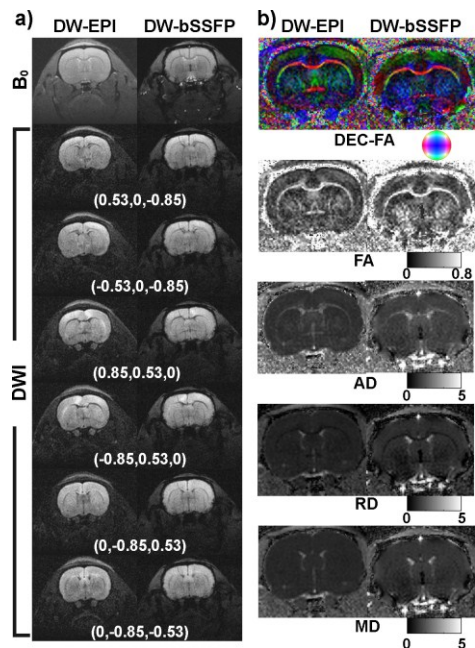 a)
DW-EPI DW-bSSFP
B0
DWI
(0.53,0,-0.85)
(-0.53,0,-0.85)
(0.85,0.53,0)
(-0.85,0.53,0)
(0,-0.85,0.53)
(0,-0.85,-0.53)
b)
DW-EPI DW-bSSFP
DEC-FA
FA
0 0.8
AD
0 5
RD
0 5
MD
0 5